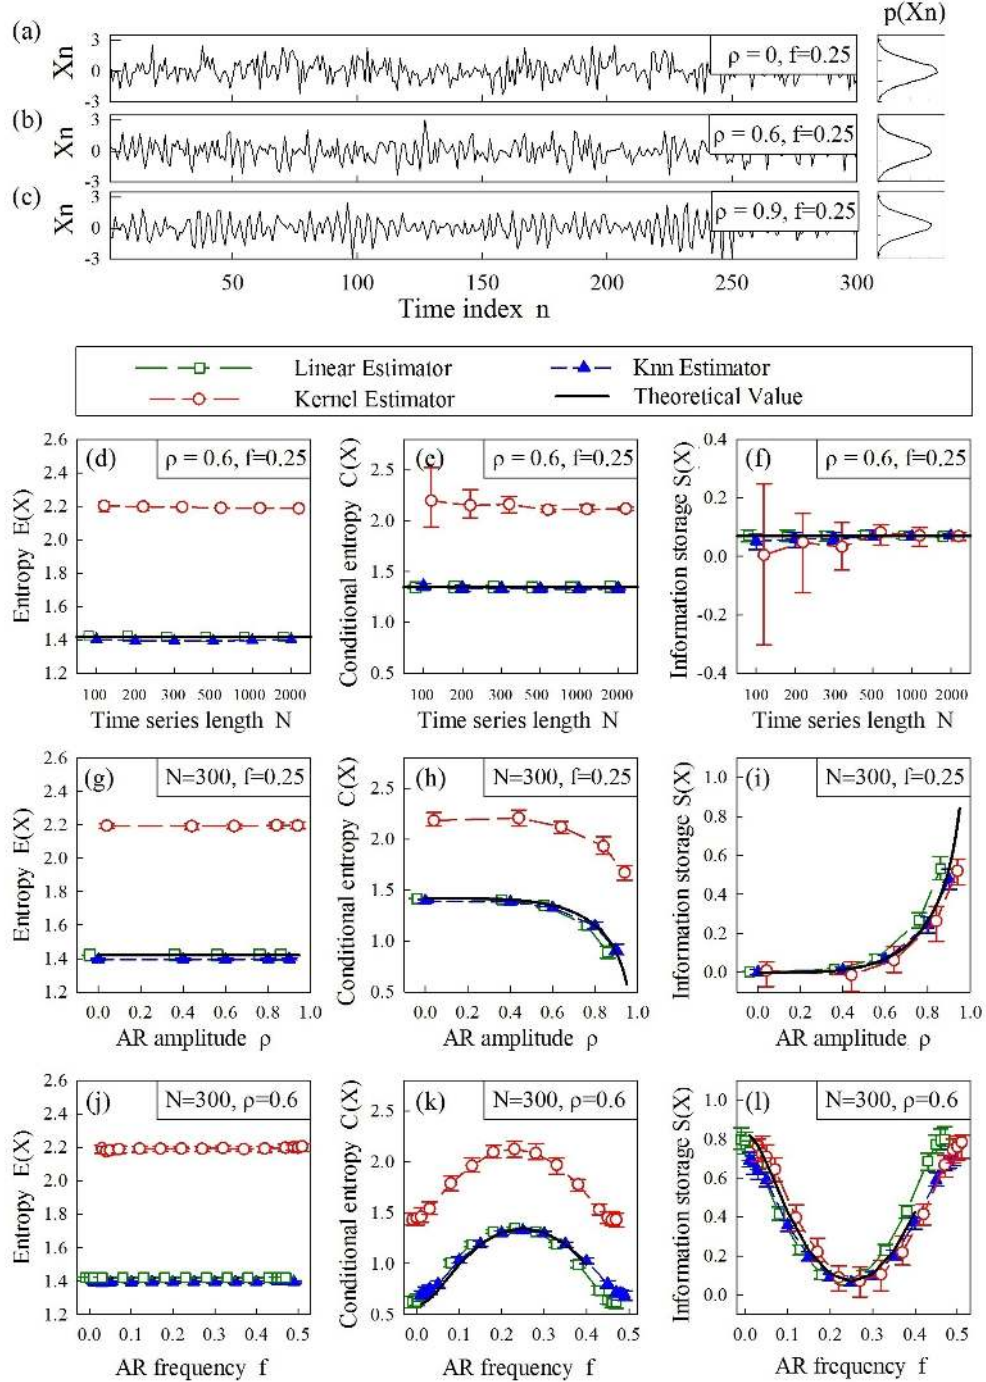 p(Xn)
(a)
Xn
3
0
-3
ρ = 0, f=0.25
(b)
Xn
3
0
-3
ρ = 0.6, f=0.25
(c)
Xn
3
0
-3
ρ = 0.9, f=0.25
50 100 150 200 250 300
Time index n
Linear Estimator
Knn Estimator
Kernel Estimator
Theoretical Value
(d)
ρ = 0.6, f=0.25
Entropy E(X)
2.6
2.4
2.2
2.0
1.8
1.6
1.4
1.2
100 200 300 500 1000 2000
Time series length N
(e)
ρ = 0.6, f=0.25
Conditional entropy C(X)
2.5
2.0
1.5
1.0
0.5
100 200 300 500 1000 2000
Time series length N
(f)
ρ = 0.6, f=0.25
Information storage S(X)
0.4
0.2
0.0
-0.2
-0.4
100 200 300 500 1000 2000
Time series length N
(g)
N=300, f=0.25
Entropy E(X)
2.6
2.4
2.2
2.0
1.8
1.6
1.4
1.2
0.0 0.2 0.4 0.6 0.8 1.0
AR amplitude ρ
(h)
N=300, f=0.25
Conditional entropy C(X)
2.5
2.0
1.5
1.0
0.5
0.0 0.2 0.4 0.6 0.8 1.0
AR amplitude ρ
(i)
N=300, f=0.25
Information storage S(X)
1.0
0.8
0.6
0.4
0.2
0.0
0.0 0.2 0.4 0.6 0.8 1.0
AR amplitude ρ
(j)
N=300, ρ=0.6
Entropy E(X)
2.6
2.4
2.2
2.0
1.8
1.6
1.4
1.2
0.0 0.1 0.2 0.3 0.4 0.5
AR frequency f
(k)
N=300, ρ=0.6
Conditional entropy C(X)
2.5
2.0
1.5
1.0
0.5
0.0 0.1 0.2 0.3 0.4 0.5
AR frequency f
(l)
N=300, ρ=0.6
Information storage S(X)
1.0
0.8
0.6
0.4
0.2
0.0
0.0 0.1 0.2 0.3 0.4 0.5
AR frequency f